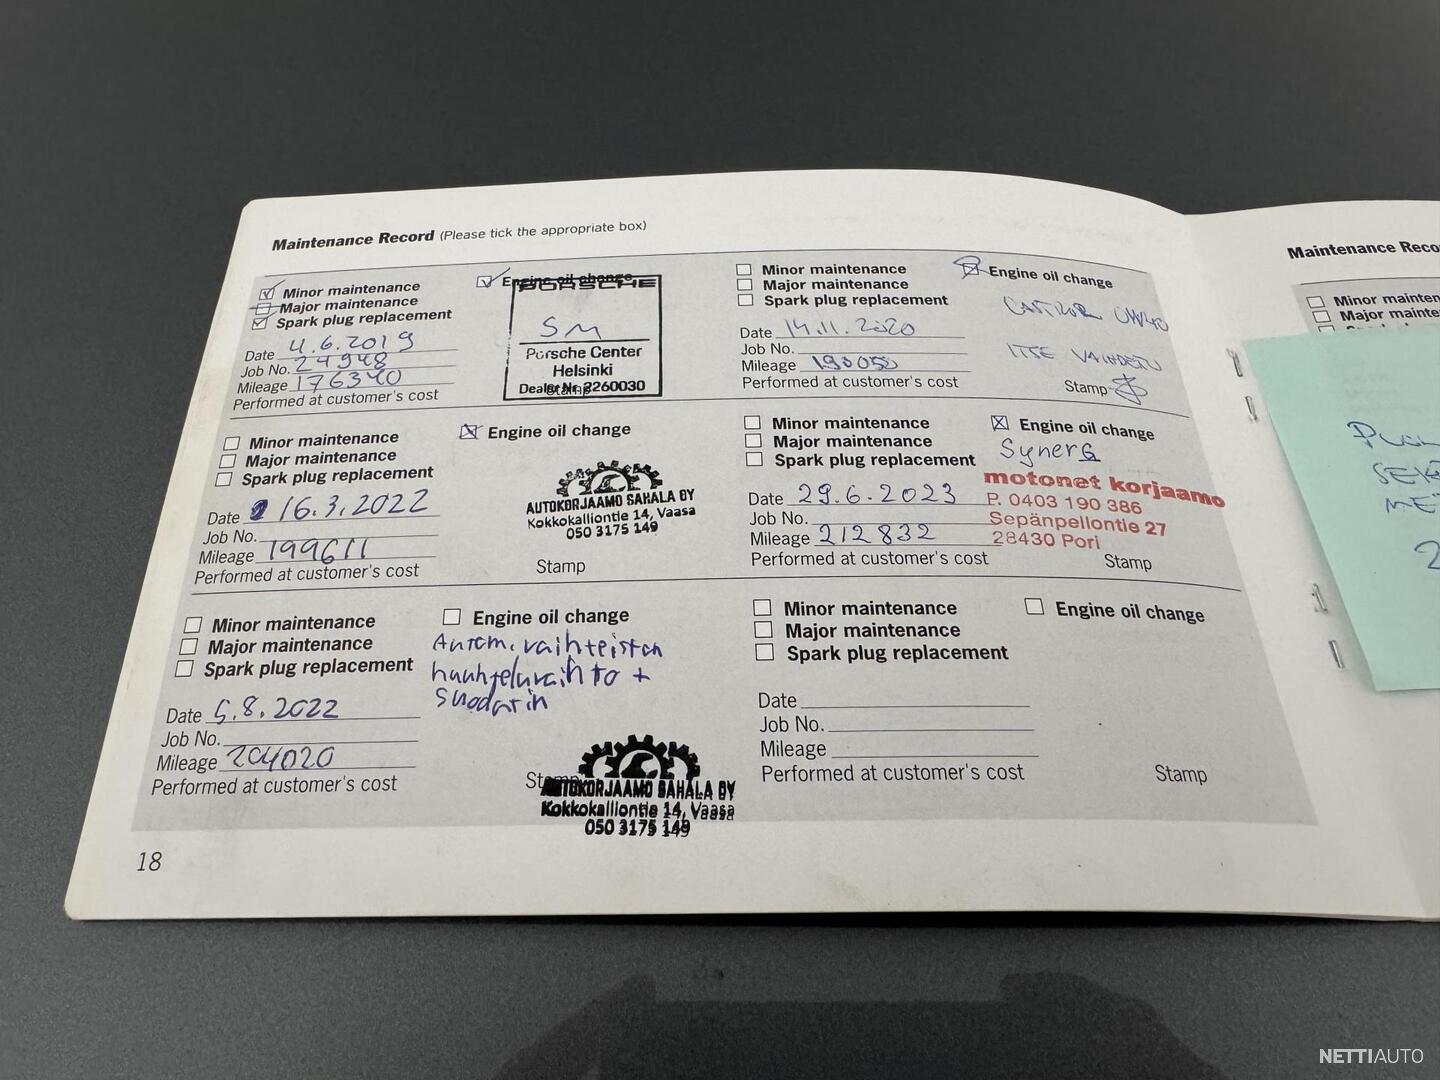 Maintenance Record (Please tick the appropriate box)
Minor maintenance
Major maintenance
Spark plug replacement
Engine oil change
Date 4.6.2019
Job No. 24948
Mileage 176340
Performed at customer's cost
PORSCHE
SM
Porsche Center
Helsinki
Dealer Nr. 3260030
Stamp
Minor maintenance
Major maintenance
Spark plug replacement
Engine oil change
Date 14.11.2020
Job No.
Mileage 190050
Performed at customer's cost
ITSE
Stamp
Minor maintenance
Major maintenance
Spark plug replacement
Engine oil change
Date 16.3.2022
Job No.
Mileage 199611
Performed at customer's cost
AUTOKORJAAMO SAHALA OY
Kokkokalliontie 14, Vaasa
050 3175 149
Stamp
Minor maintenance
Major maintenance
Spark plug replacement
Engine oil change
Synerg
Date 29.6.2023
Job No.
Mileage 212832
Performed at customer's cost
motonet korjaamo
P. 0403 190 386
Sepänpellontie 27
28430 Pori
Stamp
Minor maintenance
Major maintenance
Spark plug replacement
Engine oil change
Autom. vaihteiston
huuhteluvaihto +
suodatin
Date 5.8.2022
Job No.
Mileage 204020
Performed at customer's cost
Stamp
AUTOKORJAAMO SAHALA OY
Kokkokalliontie 14, Vaasa
050 3175 149
Minor maintenance
Major maintenance
Spark plug replacement
Engine oil change
Date
Job No.
Mileage
Performed at customer's cost
Stamp
18
Maintenance Reco
Minor mainten
Major mainte
NETTIAUTO